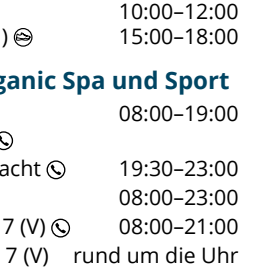 10:00–12:00
) 15:00–18:00
ganic Spa und Sport
08:00–19:00
acht 19:30–23:00
08:00–23:00
7 (V) 08:00–21:00
7 (V) rund um die Uhr